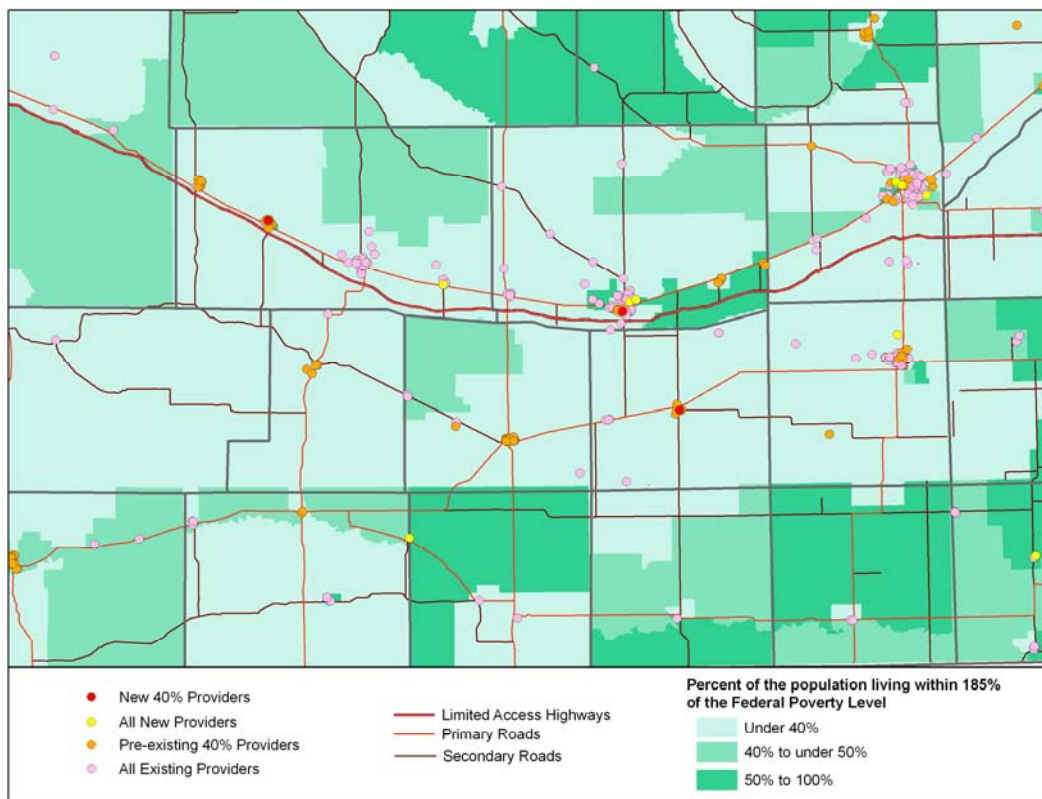 New 40% Providers
All New Providers
Pre-existing 40% Providers
All Existing Providers
Limited Access Highways
Primary Roads
Secondary Roads
Percent of the population living within 185%
of the Federal Poverty Level
Under 40%
40% to under 50%
50% to 100%